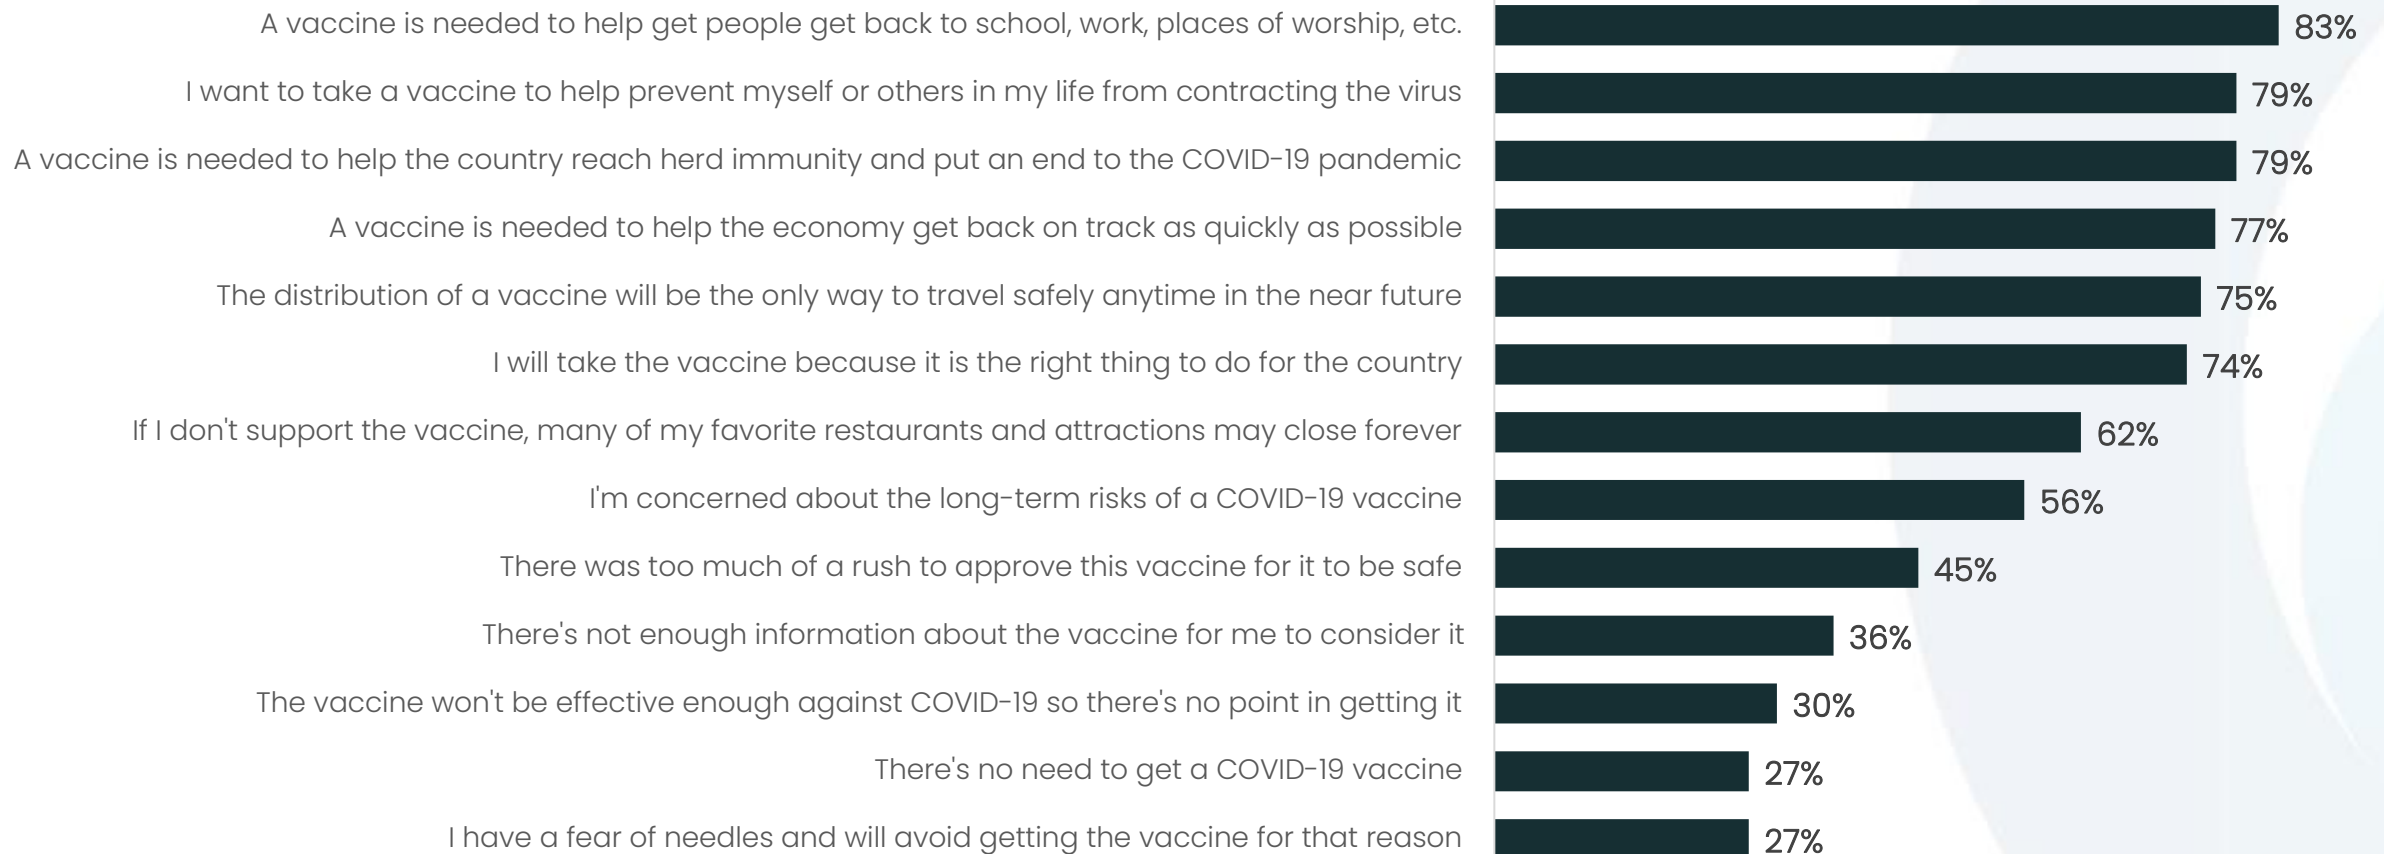 A vaccine is needed to help get people get back to school, work, places of worship, etc. 83%
I want to take a vaccine to help prevent myself or others in my life from contracting the virus 79%
A vaccine is needed to help the country reach herd immunity and put an end to the COVID-19 pandemic 79%
A vaccine is needed to help the economy get back on track as quickly as possible 77%
The distribution of a vaccine will be the only way to travel safely anytime in the near future 75%
I will take the vaccine because it is the right thing to do for the country 74%
If I don't support the vaccine, many of my favorite restaurants and attractions may close forever 62%
I'm concerned about the long-term risks of a COVID-19 vaccine 56%
There was too much of a rush to approve this vaccine for it to be safe 45%
There's not enough information about the vaccine for me to consider it 36%
The vaccine won't be effective enough against COVID-19 so there's no point in getting it 30%
There's no need to get a COVID-19 vaccine 27%
I have a fear of needles and will avoid getting the vaccine for that reason 27%